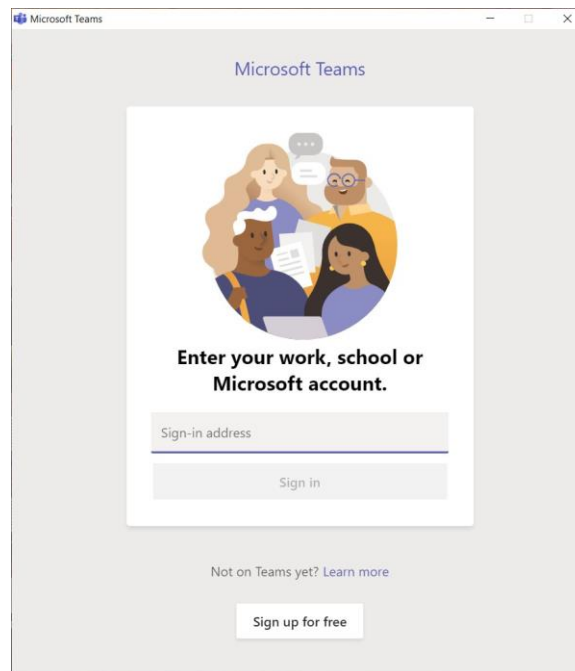 Microsoft Teams
Microsoft Teams
Enter your work, school or
Microsoft account.
Sign-in address
Sign in
Not on Teams yet? Learn more
Sign up for free